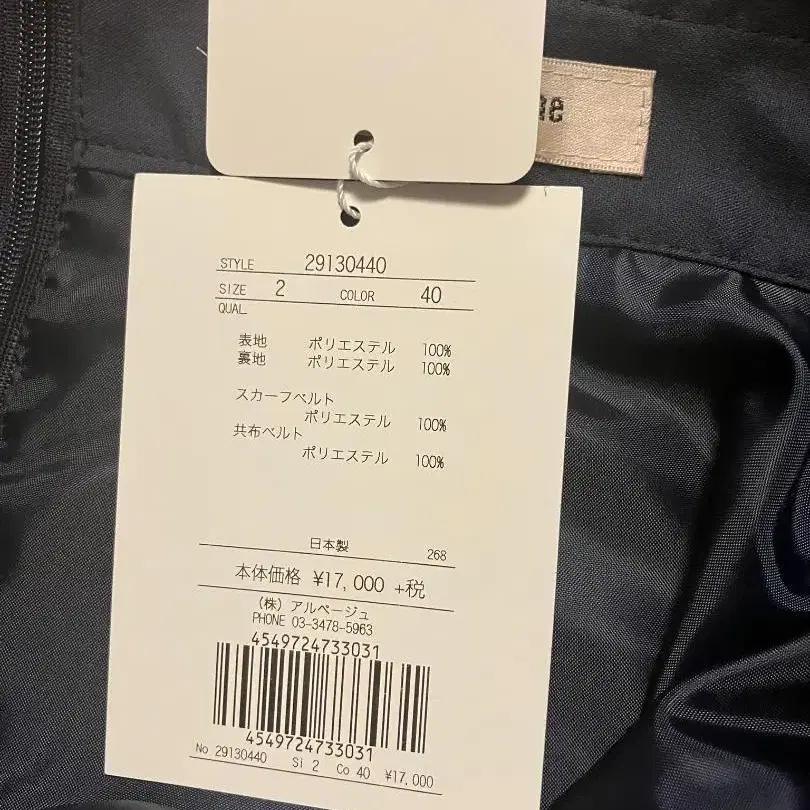 STYLE 29130440
SIZE 2 COLOR 40
QUAL.
表地 ポリエステル 100%
裏地 ポリエステル 100%
スカーフベルト
ポリエステル 100%
共布ベルト
ポリエステル 100%
日本製 268
本体価格 ¥17,000 +税
(株) アルページュ
PHONE 03-3478-5963
4549724733031
4549724733031
No 29130440 Si 2 Co 40 ¥17,000